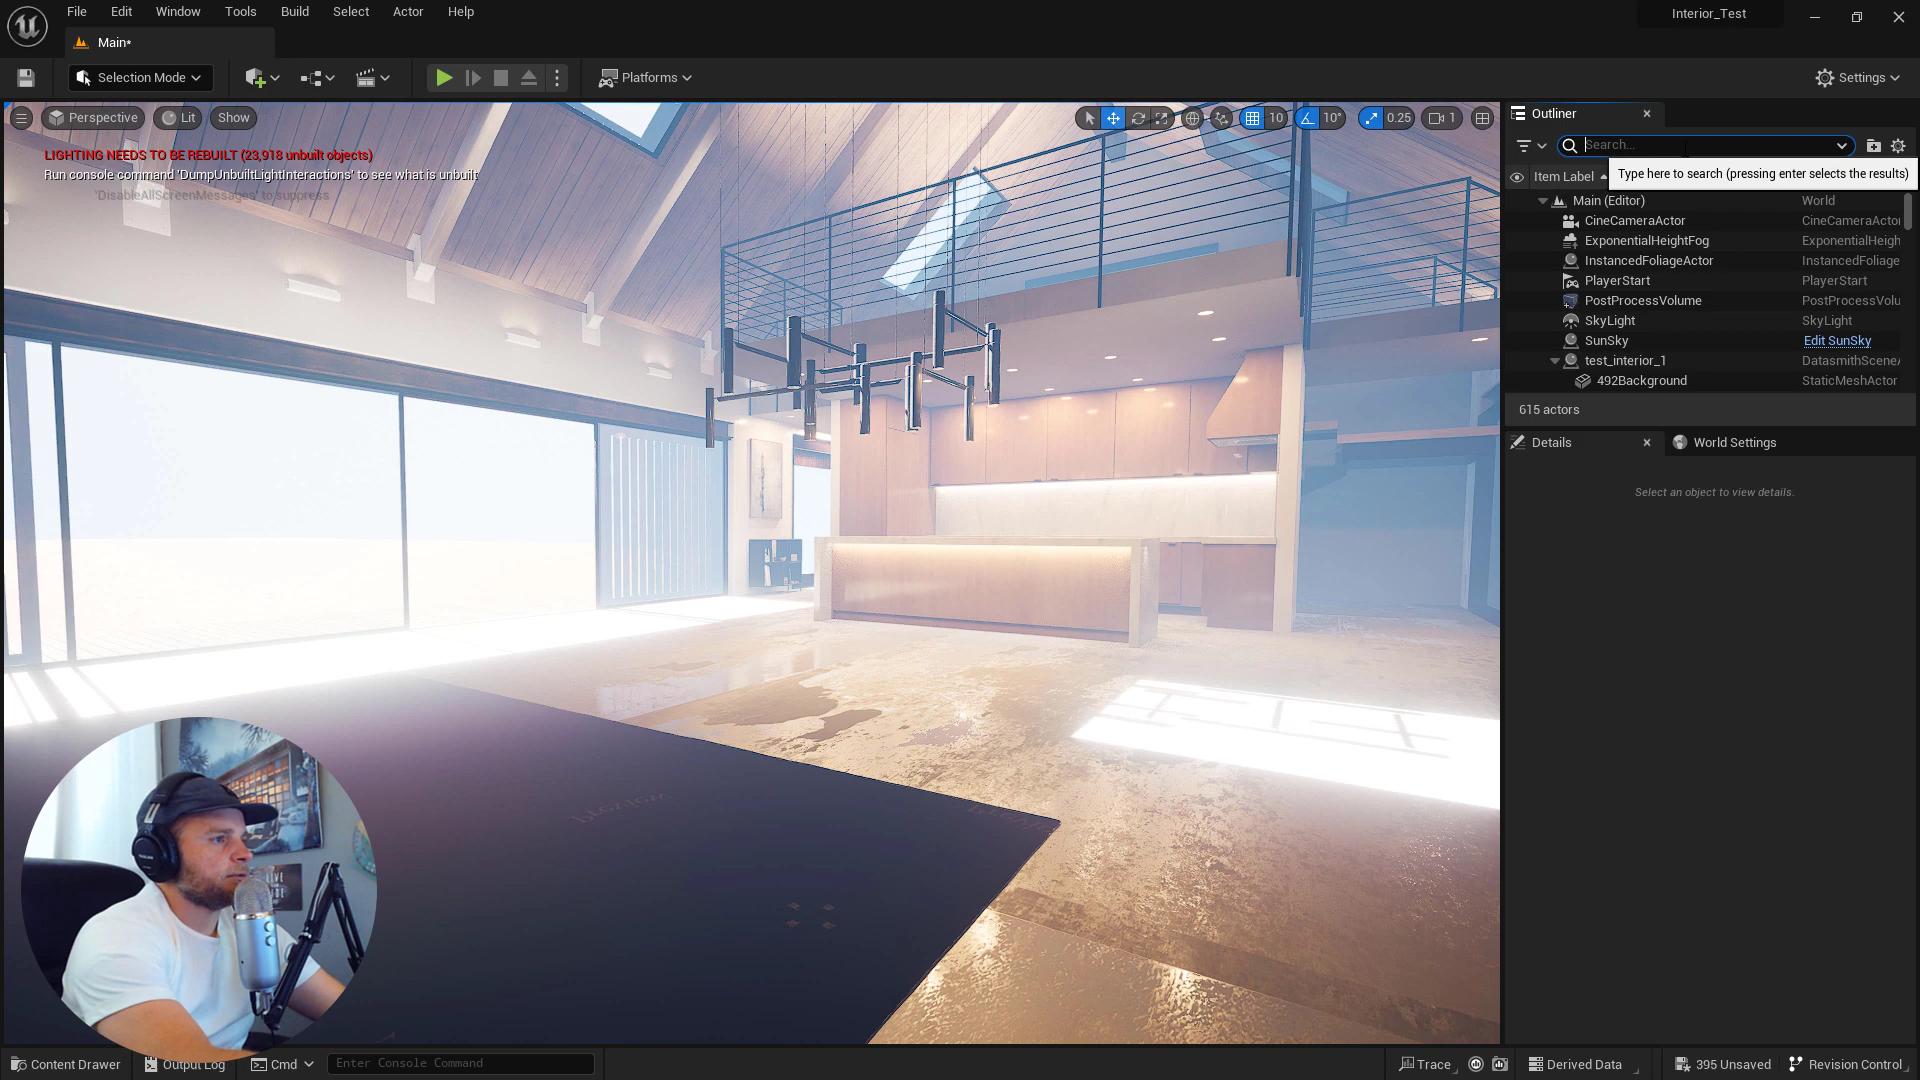 File Edit Window Tools Build Select Actor Help
Interior_Test
Main*
Selection Mode
Platforms
Settings
Perspective
Lit
Show
10
10°
0.25
1
LIGHTING NEEDS TO BE REBUILT (23,918 unbuilt objects)
Run console command 'DumpUnbuiltLightInteractions' to see what is unbuilt
'DisableAllScreenMessages' to suppress
Outliner
Search...
Type here to search (pressing enter selects the results)
Item Label
Main (Editor) World
CineCameraActor CineCameraActo
ExponentialHeightFog ExponentialHeigh
InstancedFoliageActor InstancedFoliage
PlayerStart PlayerStart
PostProcessVolume PostProcessVolu
SkyLight SkyLight
SunSky Edit SunSky
test_interior_1 DatasmithScene
492Background StaticMeshActor
615 actors
Details
World Settings
Select an object to view details.
LIVE
Content Drawer
Output Log
Cmd
Enter Console Command
Trace
Derived Data
395 Unsaved
Revision Control